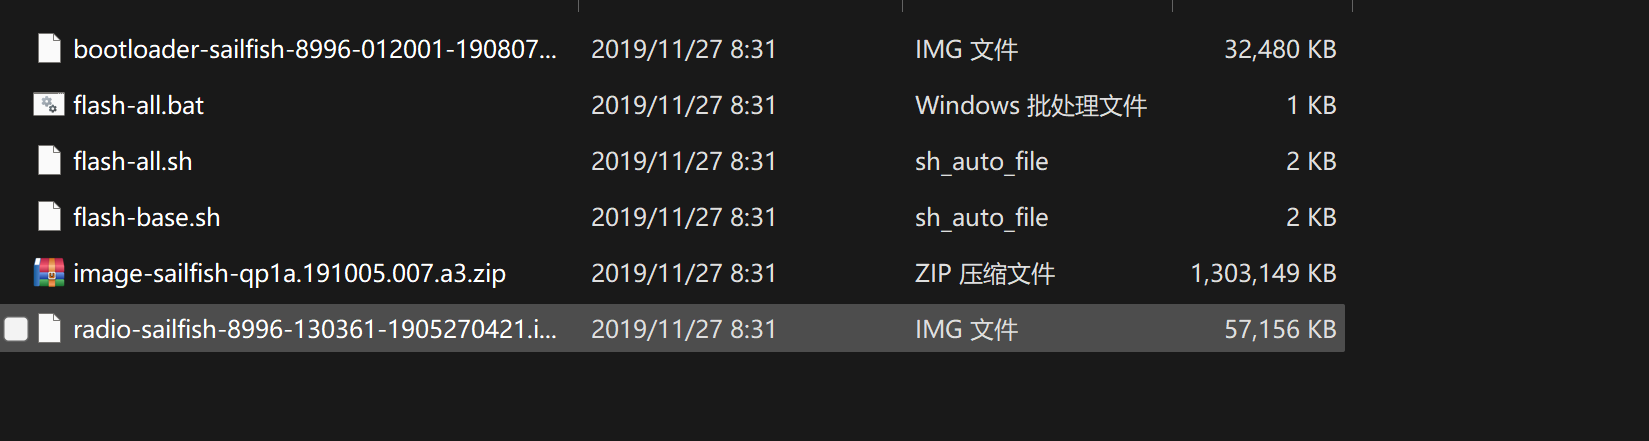 bootloader-sailfish-8996-012001-190807... 2019/11/27 8:31 IMG 文件 32,480 KB
flash-all.bat 2019/11/27 8:31 Windows 批处理文件 1 KB
flash-all.sh 2019/11/27 8:31 sh_auto_file 2 KB
flash-base.sh 2019/11/27 8:31 sh_auto_file 2 KB
image-sailfish-qp1a.191005.007.a3.zip 2019/11/27 8:31 ZIP 压缩文件 1,303,149 KB
radio-sailfish-8996-130361-1905270421.i... 2019/11/27 8:31 IMG 文件 57,156 KB